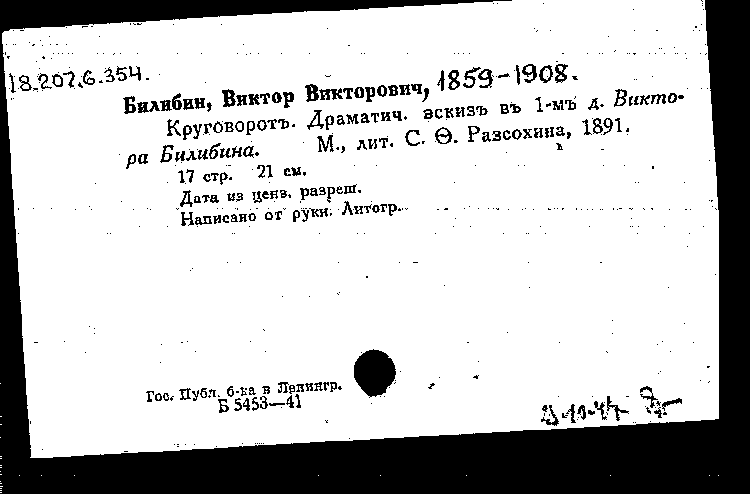 18.207.6.354.
Билибин, Виктор Викторович, 1859-1908.
Круговоротъ. Драматич. эскизъ въ 1-мъ д. Викто-
ра Билибина. М., лит. С. Ѳ. Разсохина, 1891.
17 стр. 21 см.
Дата из ценз. разреш.
Написано от руки. Литогр.
Гос. Публ. б-ка в Ленингр.
Б 5453—41